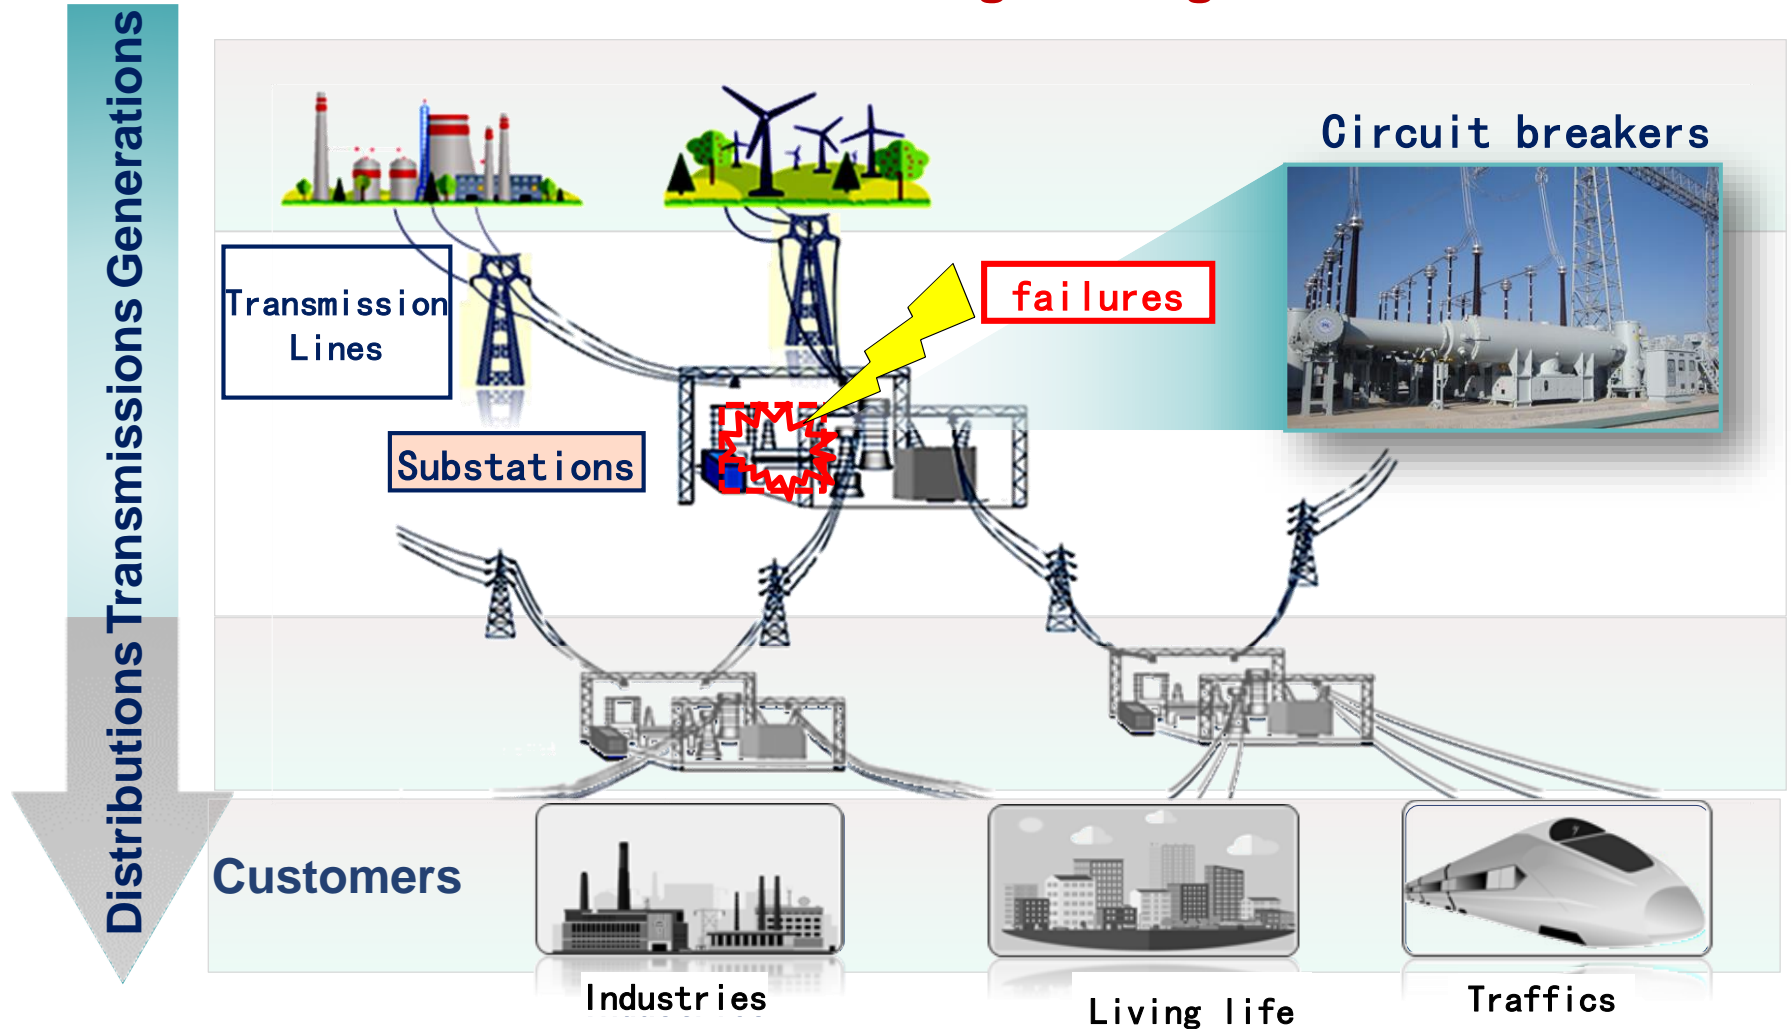 Generations
Transmissions
Distributions
Circuit breakers
Transmission
Lines
failures
Substations
Customers
Industries
Living life
Traffics